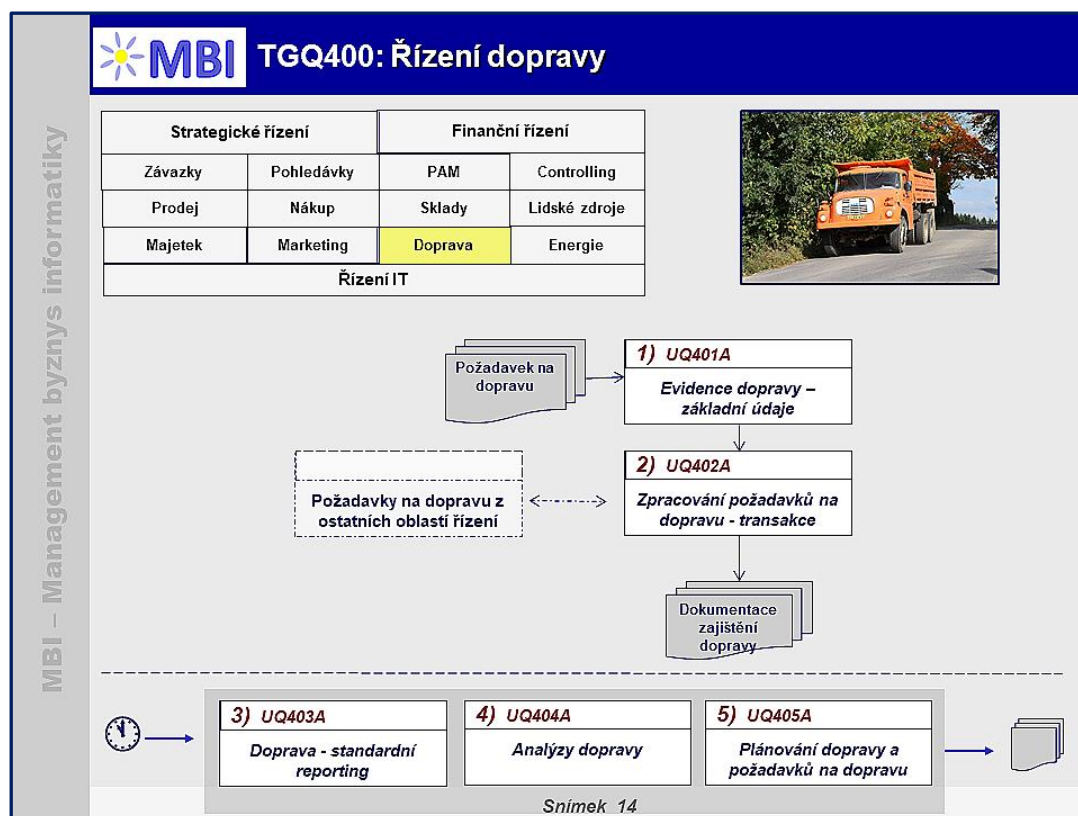 MBI
TGQ400: Řízení dopravy
MBI – Management byznys informatiky
Strategické řízení
Finanční řízení
Závazky
Pohledávky
PAM
Controlling
Prodej
Nákup
Sklady
Lidské zdroje
Majetek
Marketing
Doprava
Energie
Řízení IT
Požadavek na
dopravu
1) UQ401A
Evidence dopravy –
základní údaje
2) UQ402A
Zpracování požadavků na
dopravu - transakce
Požadavky na dopravu z
ostatních oblastí řízení
Dokumentace
zajištění
dopravy
3) UQ403A
Doprava - standardní
reporting
4) UQ404A
Analýzy dopravy
5) UQ405A
Plánování dopravy a
požadavků na dopravu
Snímek 14